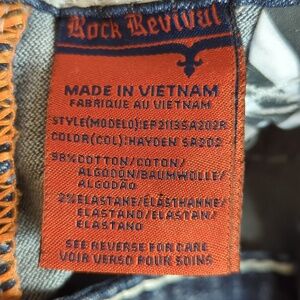 Rock Revival
MADE IN VIETNAM
FABRIQUE AU VIETNAM
STYLE(MODELO):EP21135A202R
COLOR(COL):HAYDEN SA202
98%COTTON/COTON/
ALGODÓN/BAUMWOLLE/
ALGODÃO
2%ELASTANE/ÉLASTHANNE/
ELASTANO/ELASTAN/
ELASTANO
SEE REVERSE FOR CARE
VOIR VERSO POUR SOINS